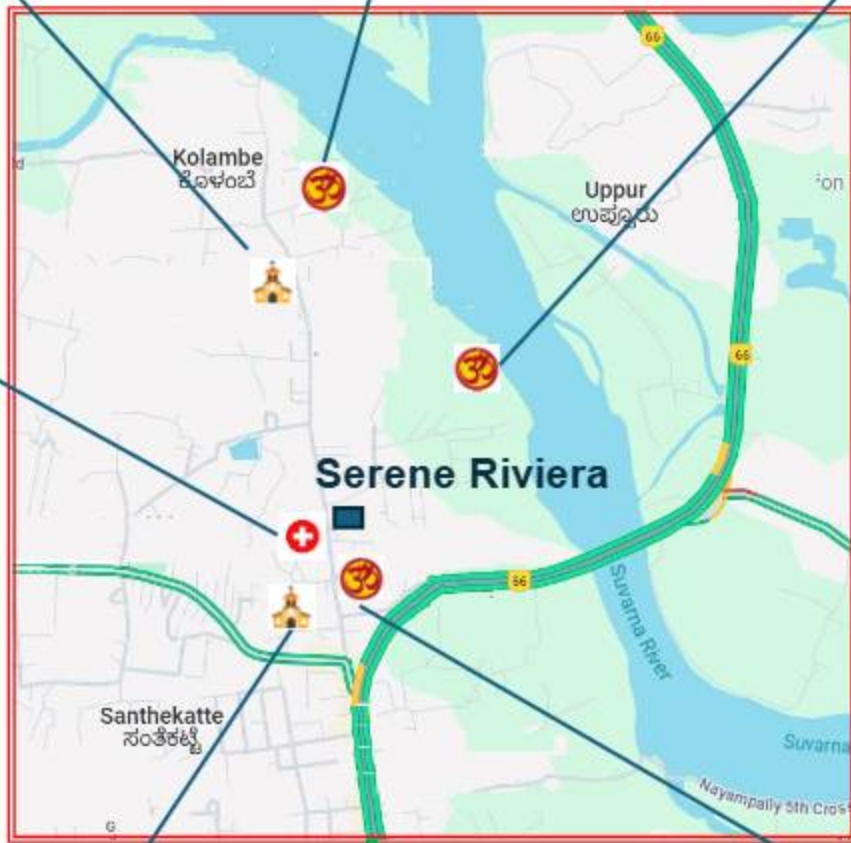 66
Kolambe
ಕೊಳಂಬೆ
Uppur
ಉಪ್ಪೂರು
66
Serene Riviera
66
Suvarna River
Santhekatte
ಸಂತೆಕಟ್ಟೆ
Suvarna
Nayampally 5th Cross
G